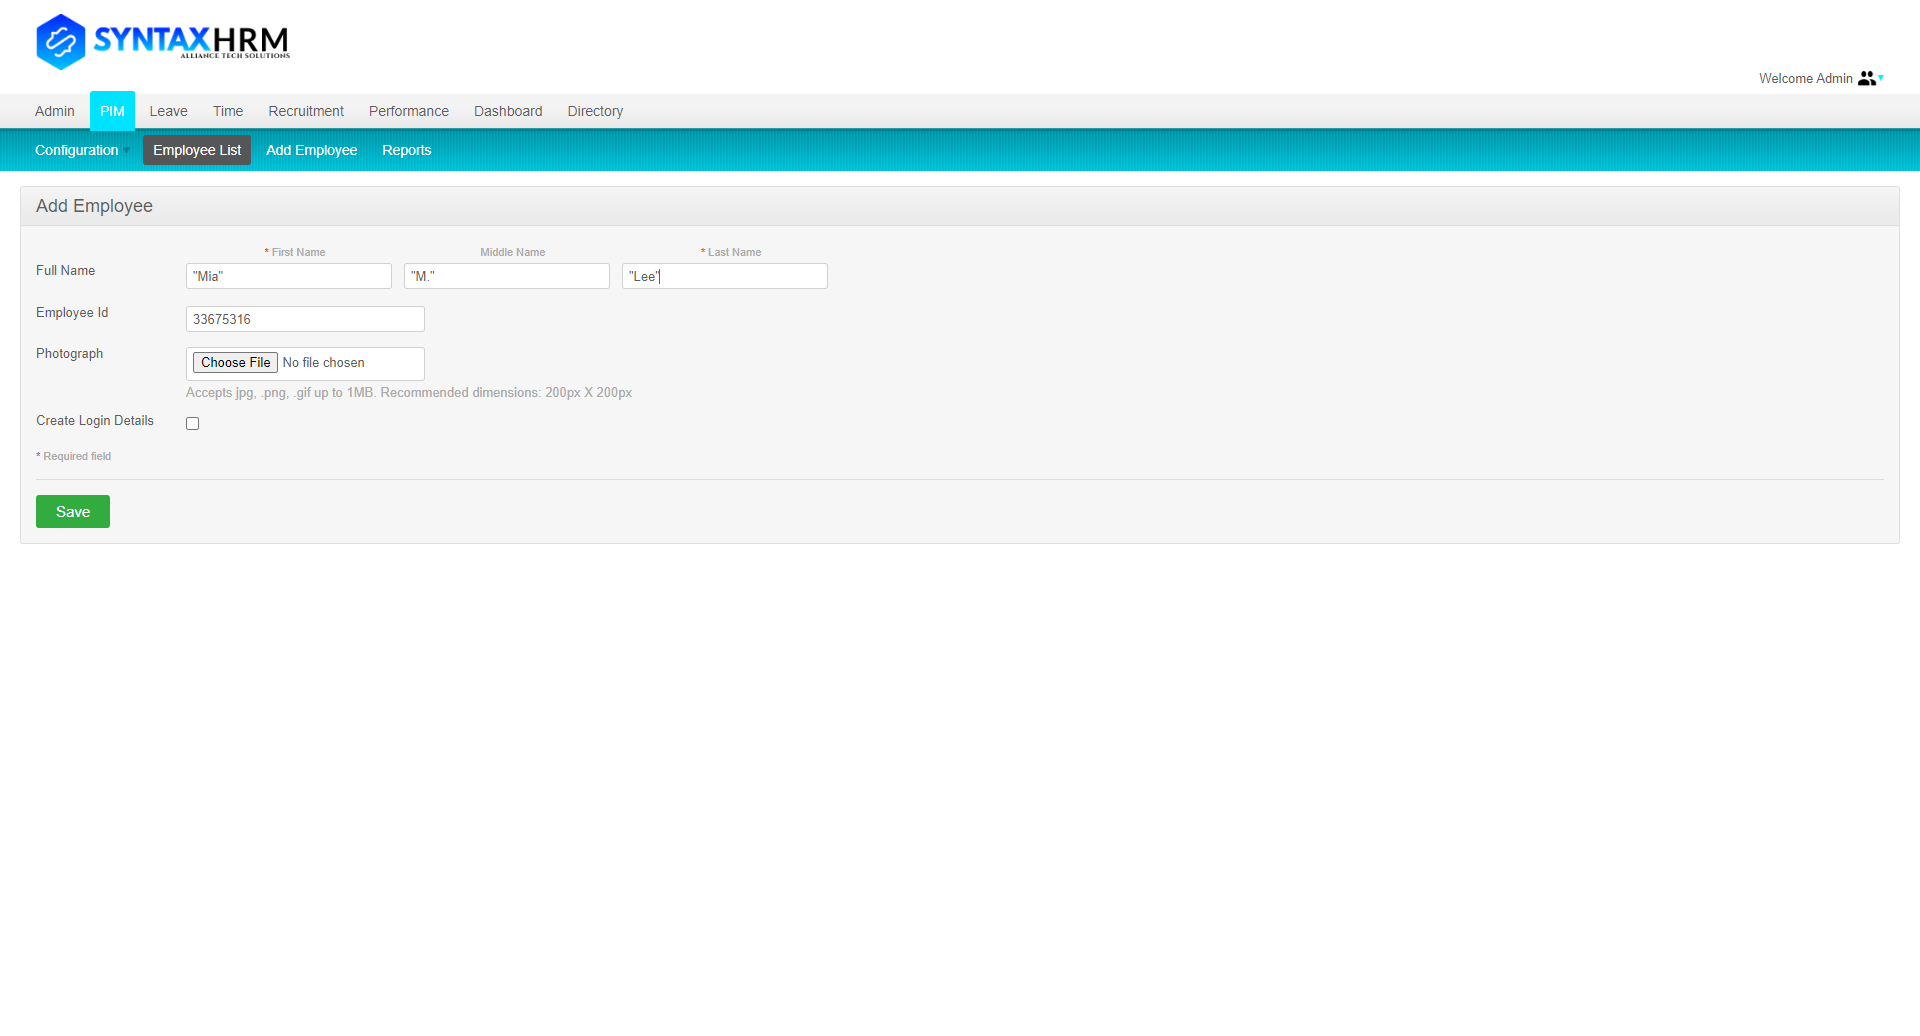 SYNTAXHRM
ALLIANCE TECH SOLUTIONS
Welcome Admin
Admin PIM Leave Time Recruitment Performance Dashboard Directory
Configuration Employee List Add Employee Reports
Add Employee
* First Name Middle Name * Last Name
Full Name "Mia" "M." "Lee"
Employee Id 33675316
Photograph Choose File No file chosen
Accepts jpg, .png, .gif up to 1MB. Recommended dimensions: 200px X 200px
Create Login Details
* Required field
Save